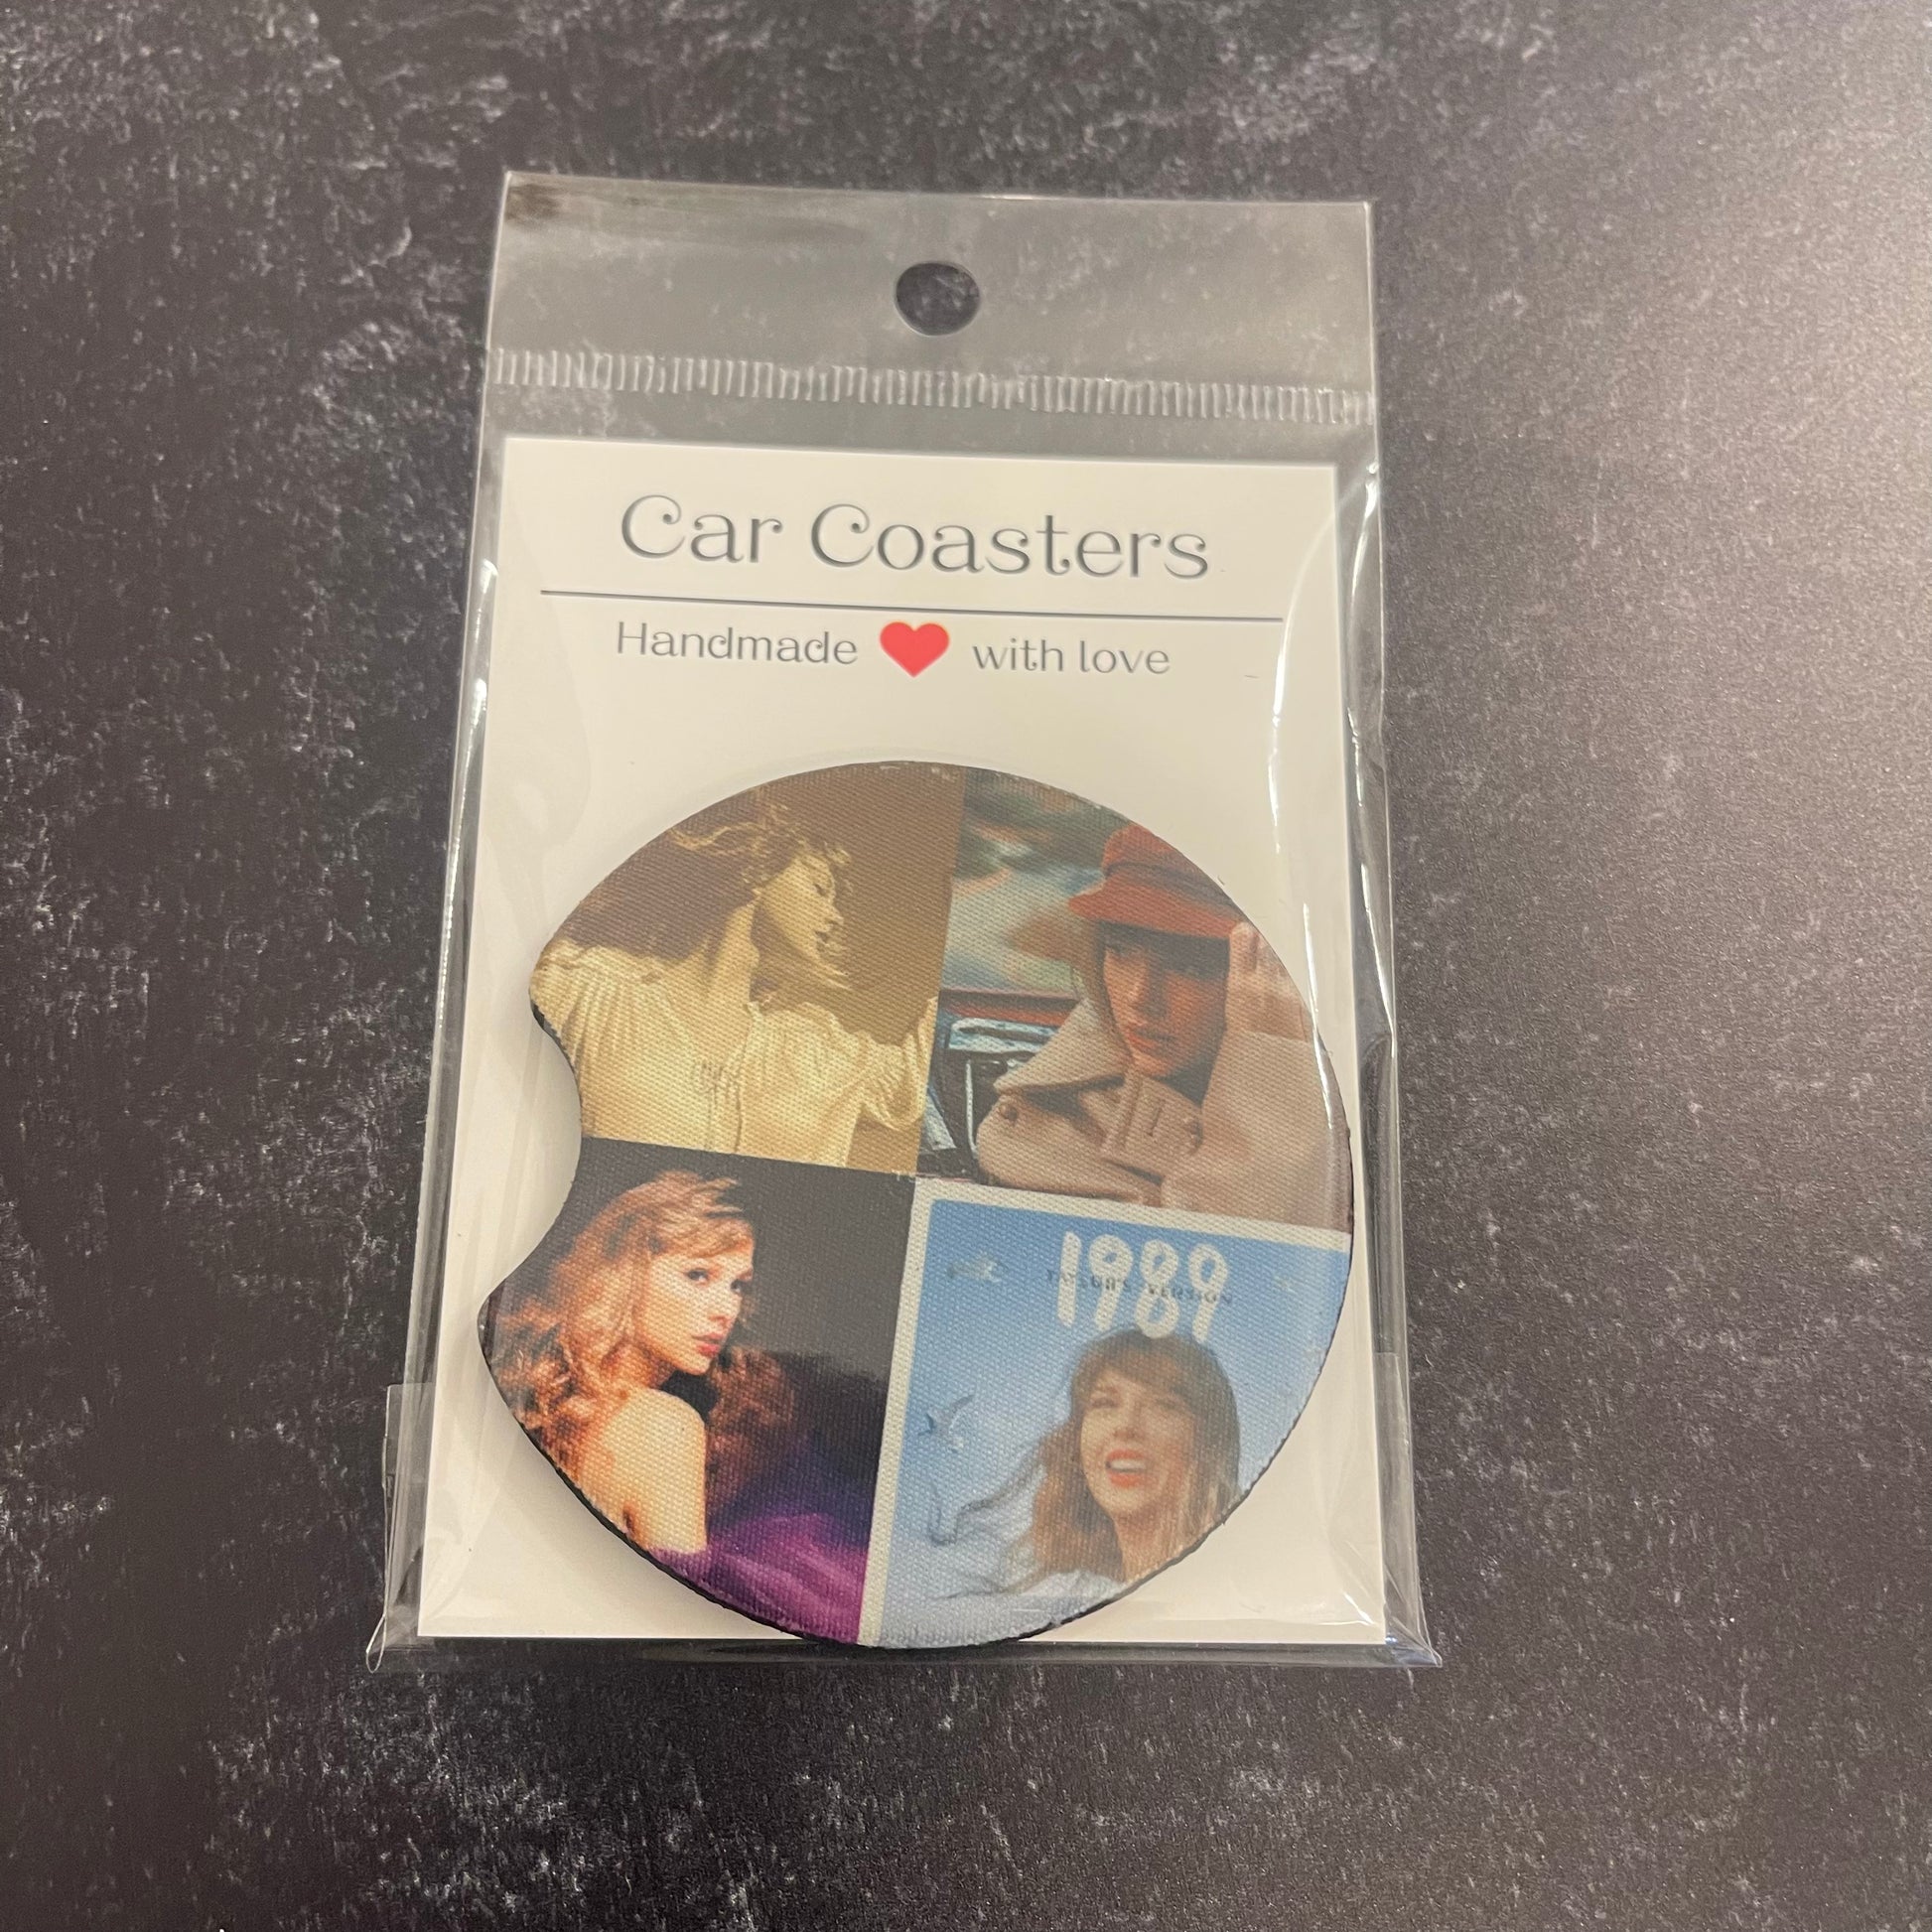 Car Coasters
Handmade ❤ with love
1989
TAYLOR'S VERSION